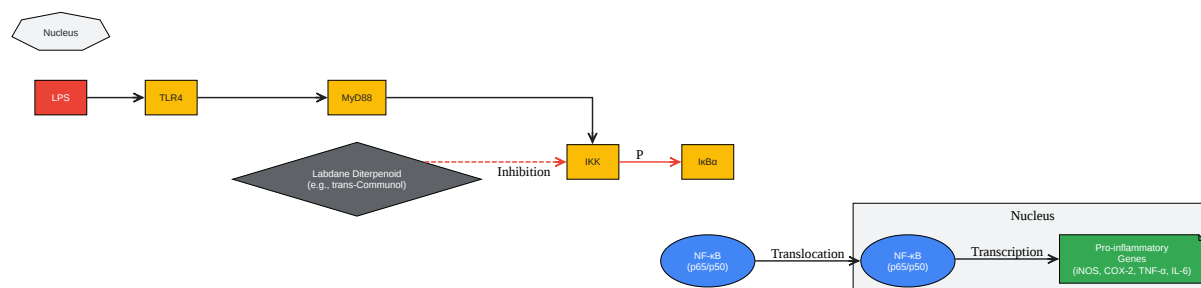 Nucleus
LPS
TLR4
MyD88
Labdane Diterpenoid
(e.g., trans-Communol)
Inhibition
IKK
P
IκBα
Nucleus
NF-κB
(p65/p50)
Translocation
NF-κB
(p65/p50)
Transcription
Pro-inflammatory
Genes
(iNOS, COX-2, TNF-α, IL-6)